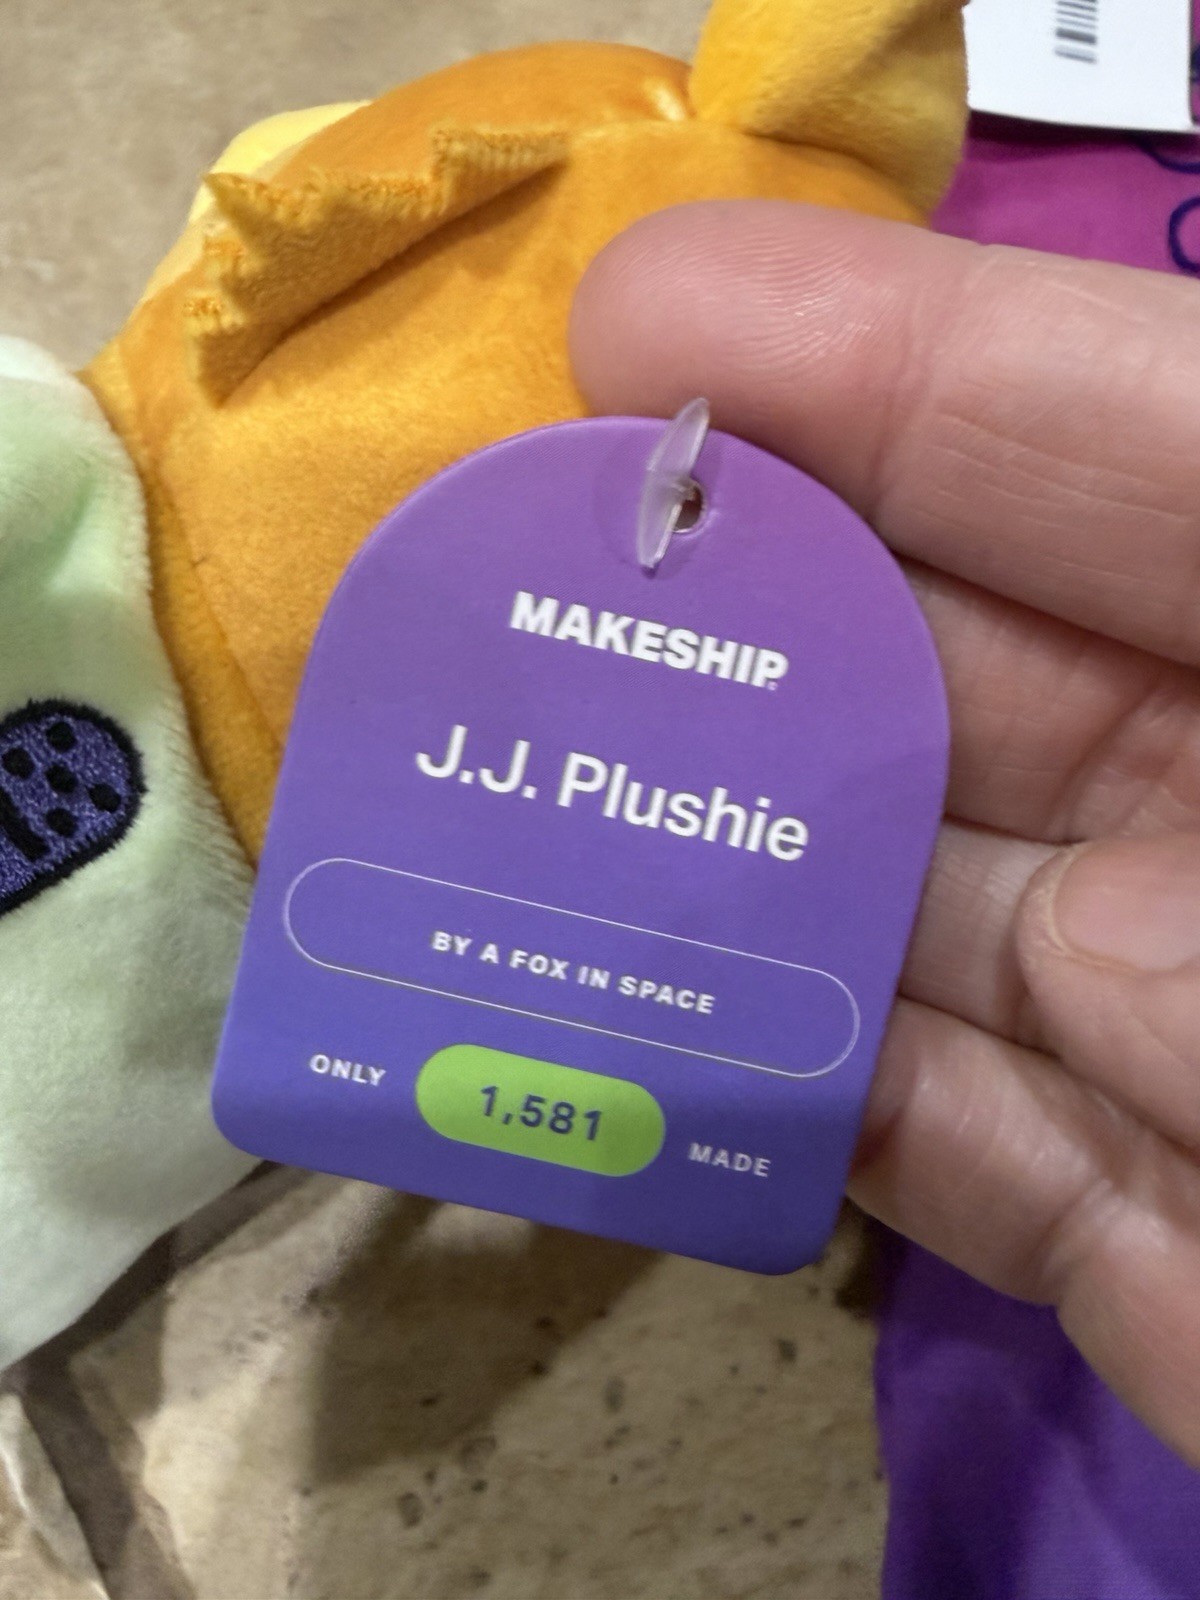 MAKESHIP
J.J. Plushie
BY A FOX IN SPACE
ONLY 1,581 MADE